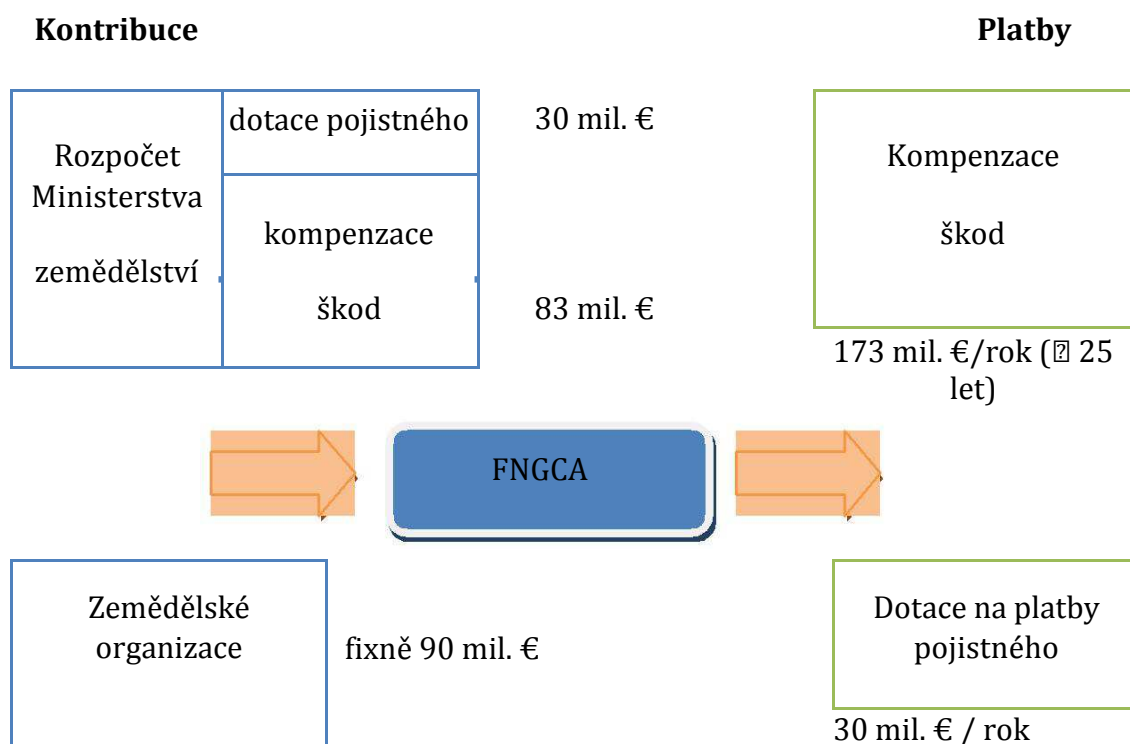 Kontribuce
Platby
Rozpočet
Ministerstva
zemědělství
dotace pojistného
30 mil. €
kompenzace
škod
83 mil. €
Kompenzace
škod
173 mil. €/rok (⍰ 25
let)
FNGCA
Zemědělské
organizace
fixně 90 mil. €
Dotace na platby
pojistného
30 mil. € / rok